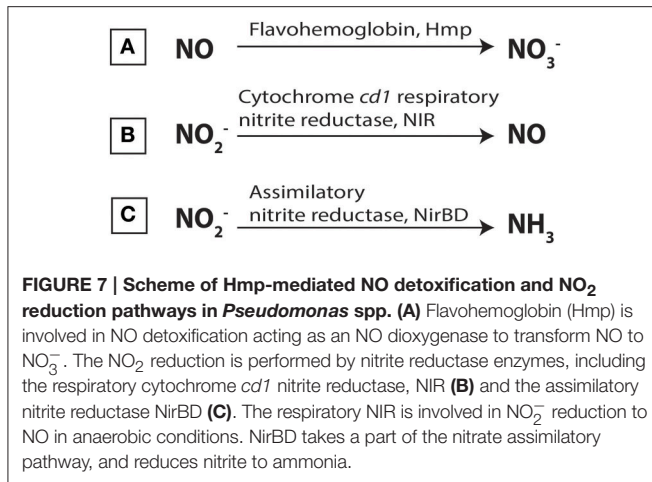 Flavohemoglobin, Hmp
A NO NO₃⁻
Cytochrome cd1 respiratory
nitrite reductase, NIR
B NO₂⁻ NO
Assimilatory
nitrite reductase, NirBD
C NO₂⁻ NH₃
FIGURE 7 | Scheme of Hmp-mediated NO detoxification and NO₂
reduction pathways in Pseudomonas spp. (A) Flavohemoglobin (Hmp) is
involved in NO detoxification acting as an NO dioxygenase to transform NO to
NO₃⁻. The NO₂ reduction is performed by nitrite reductase enzymes, including
the respiratory cytochrome cd1 nitrite reductase, NIR (B) and the assimilatory
nitrite reductase NirBD (C). The respiratory NIR is involved in NO₂⁻ reduction to
NO in anaerobic conditions. NirBD takes a part of the nitrate assimilatory
pathway, and reduces nitrite to ammonia.